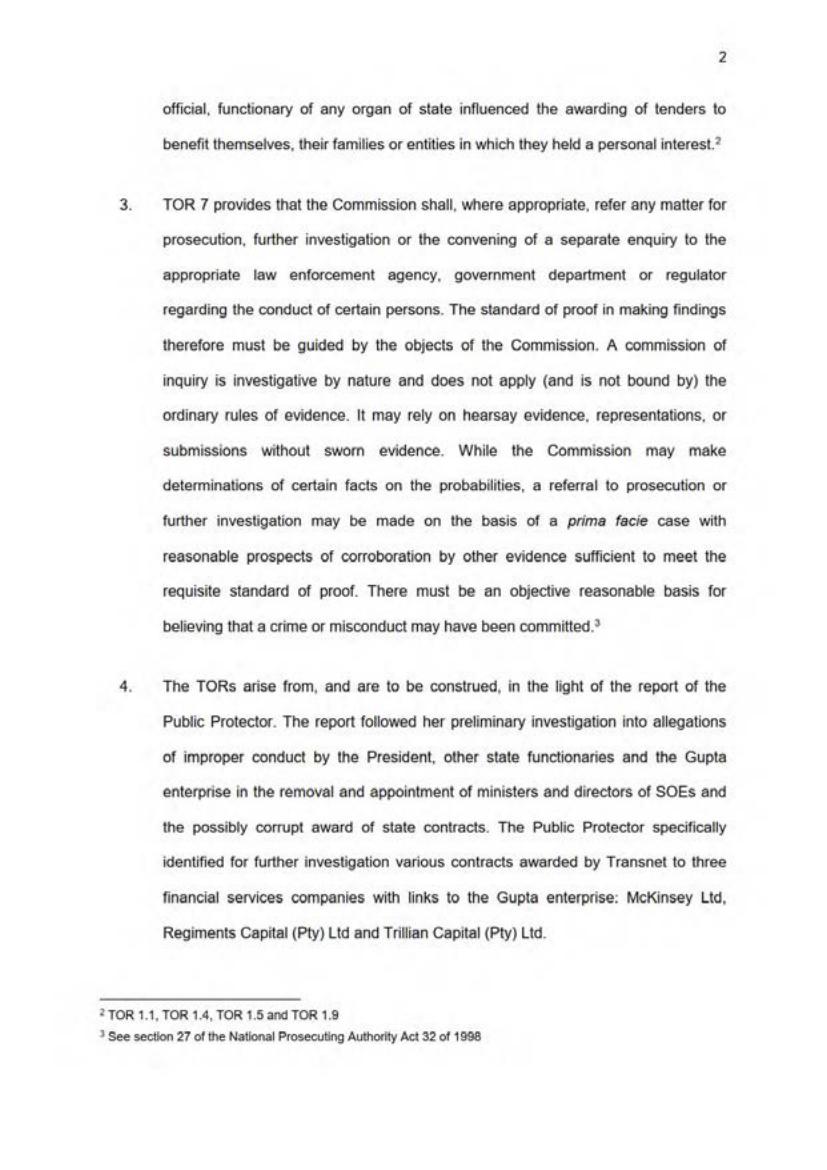 2
official, functionary of any organ of state influenced the awarding of tenders to
benefit themselves, their families or entities in which they held a personal interest.²
3. TOR 7 provides that the Commission shall, where appropriate, refer any matter for
prosecution, further investigation or the convening of a separate enquiry to the
appropriate law enforcement agency, government department or regulator
regarding the conduct of certain persons. The standard of proof in making findings
therefore must be guided by the objects of the Commission. A commission of
inquiry is investigative by nature and does not apply (and is not bound by) the
ordinary rules of evidence. It may rely on hearsay evidence, representations, or
submissions without sworn evidence. While the Commission may make
determinations of certain facts on the probabilities, a referral to prosecution or
further investigation may be made on the basis of a prima facie case with
reasonable prospects of corroboration by other evidence sufficient to meet the
requisite standard of proof. There must be an objective reasonable basis for
believing that a crime or misconduct may have been committed.³
4. The TORs arise from, and are to be construed, in the light of the report of the
Public Protector. The report followed her preliminary investigation into allegations
of improper conduct by the President, other state functionaries and the Gupta
enterprise in the removal and appointment of ministers and directors of SOEs and
the possibly corrupt award of state contracts. The Public Protector specifically
identified for further investigation various contracts awarded by Transnet to three
financial services companies with links to the Gupta enterprise: McKinsey Ltd,
Regiments Capital (Pty) Ltd and Trillian Capital (Pty) Ltd.
² TOR 1.1, TOR 1.4, TOR 1.5 and TOR 1.9
³ See section 27 of the National Prosecuting Authority Act 32 of 1998